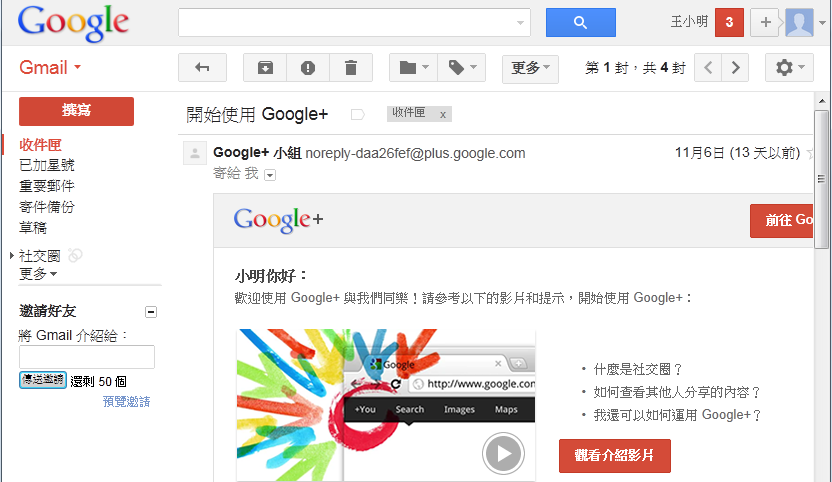 Google
王小明 3 +
Gmail
更多
第 1 封，共 4 封
撰寫
收件匣
已加星號
重要郵件
寄件備份
草稿
社交圈
更多
邀請好友
將 Gmail 介紹給：
傳送邀請 還剩 50 個
預覽邀請
開始使用 Google+
收件匣 x
Google+ 小組 noreply-daa26fef@plus.google.com
11月6日 (13 天以前)
寄給 我
Google+
前往 Go
小明你好：
歡迎使用 Google+ 與我們同樂！請參考以下的影片和提示，開始使用 Google+：
Google
http://www.google.con
+You Search Images Maps
• 什麼是社交圈？
• 如何查看其他人分享的內容？
• 我還可以如何運用 Google+？
觀看介紹影片